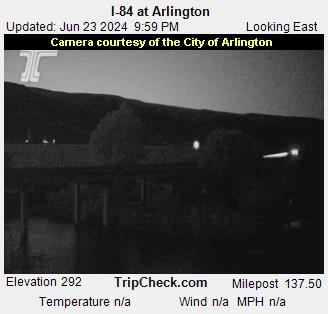 I-84 at Arlington
Updated: Jun 23 2024 9:59 PM Looking East
Camera courtesy of the City of Arlington
Elevation 292 TripCheck.com Milepost 137.50
Temperature n/a Wind n/a MPH n/a